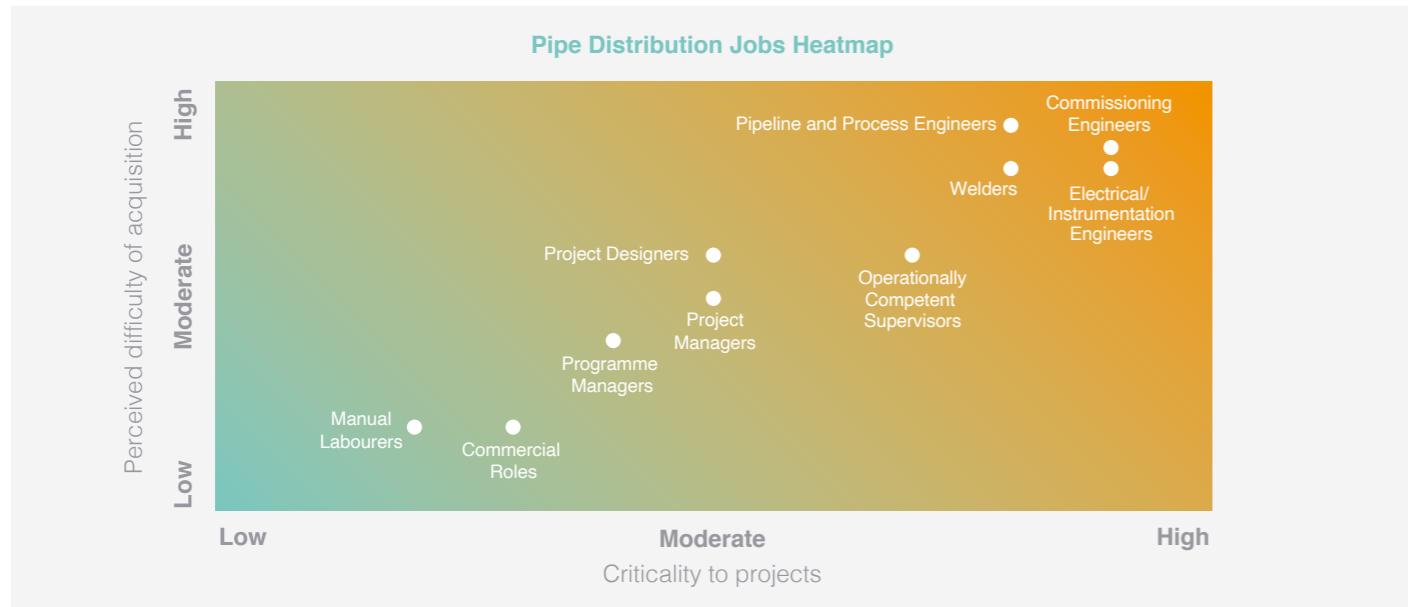 Pipe Distribution Jobs Heatmap
Perceived difficulty of acquisition
High
Moderate
Low
Commissioning
Engineers
Pipeline and Process Engineers
Welders
Electrical/
Instrumentation
Engineers
Project Designers
Operationally
Competent
Supervisors
Project
Managers
Programme
Managers
Manual
Labourers
Commercial
Roles
Low
Moderate
High
Criticality to projects